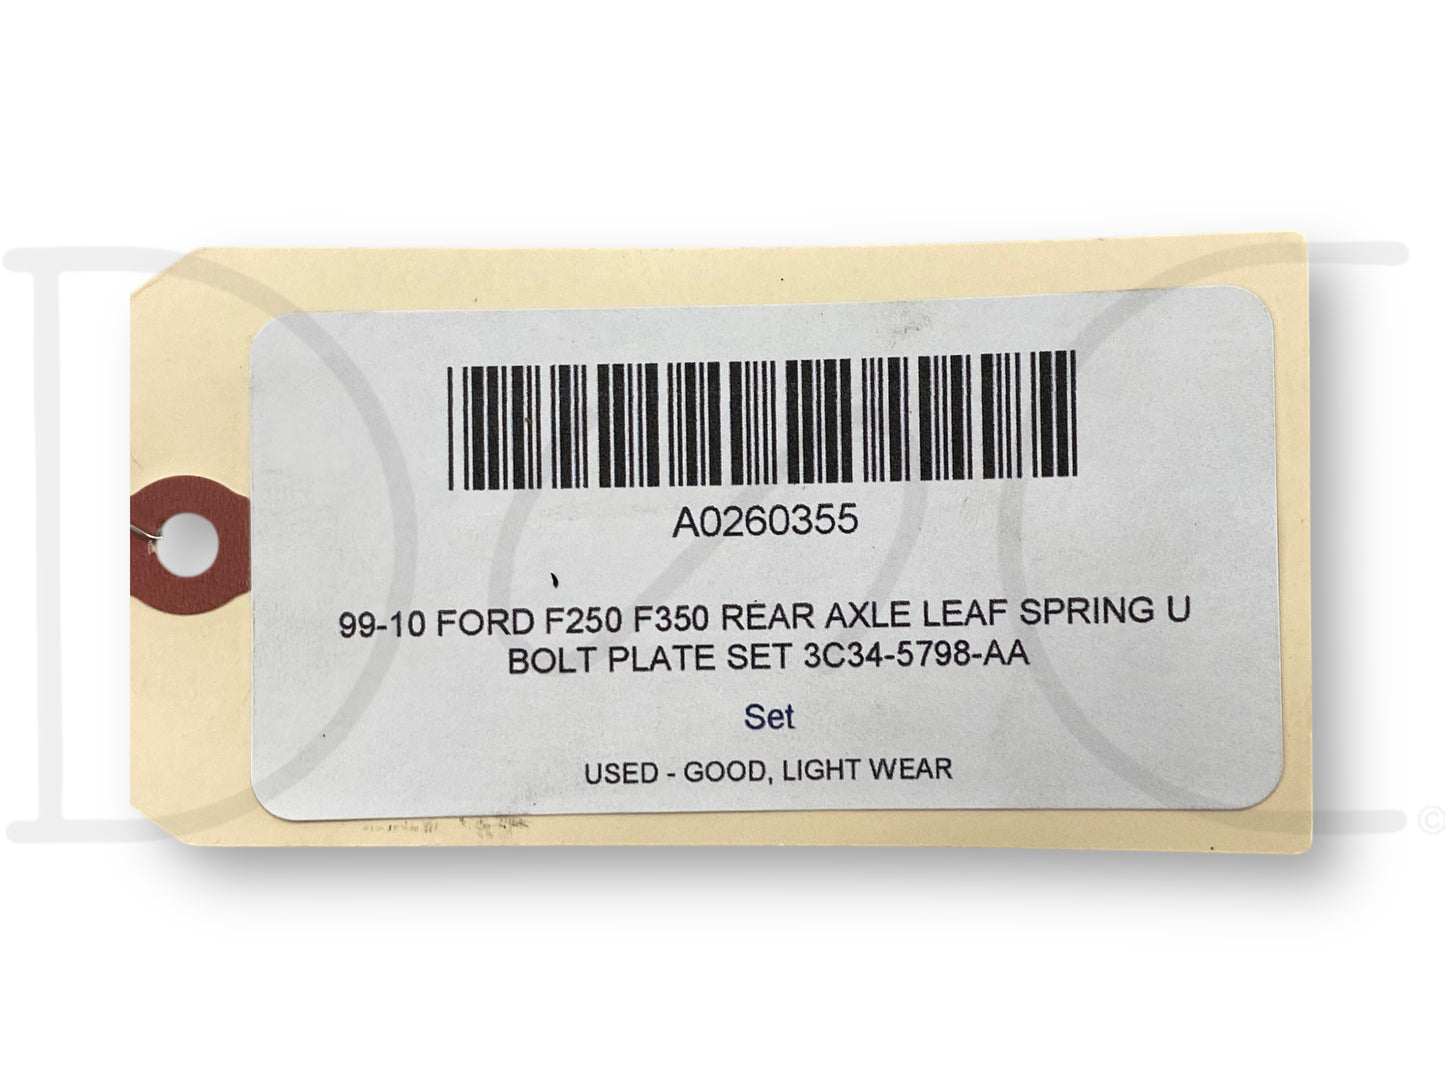 A0260355
99-10 FORD F250 F350 REAR AXLE LEAF SPRING U
BOLT PLATE SET 3C34-5798-AA
Set
USED - GOOD, LIGHT WEAR
©